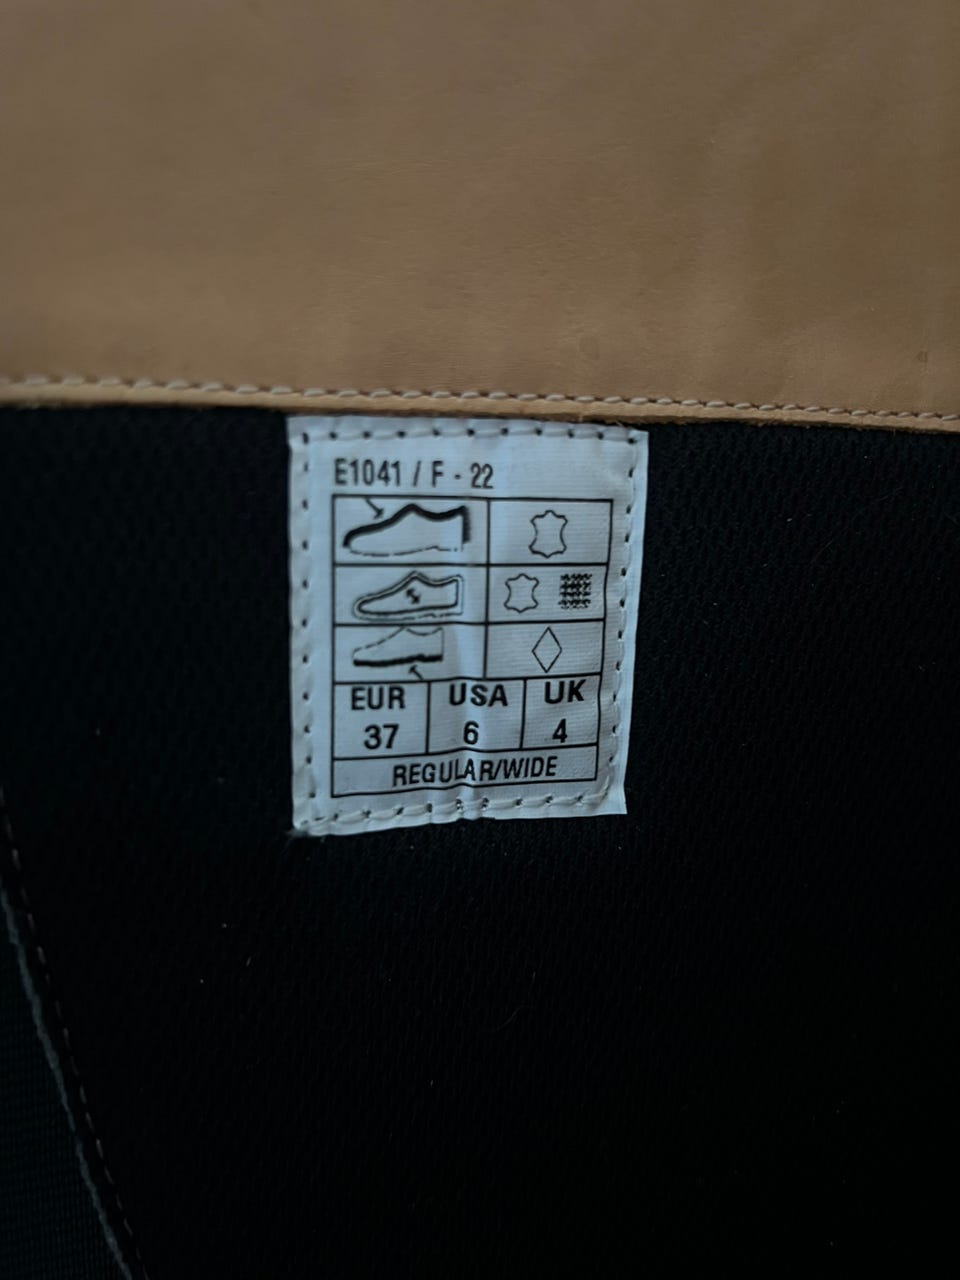 E1041 / F - 22
EUR USA UK
37 6 4
REGULAR/WIDE